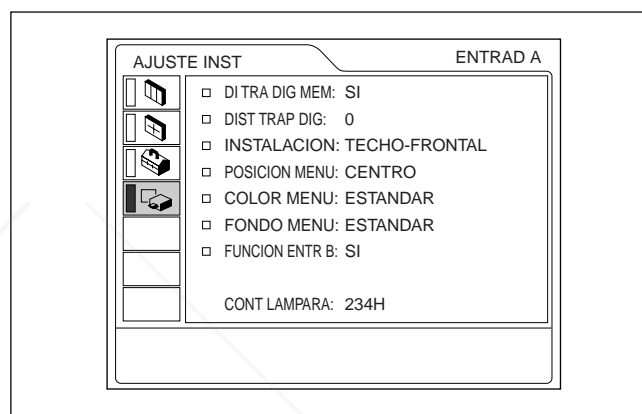 AJUSTE INST
ENTRAD A
DI TRA DIG MEM: SI
DIST TRAP DIG: 0
INSTALACION: TECHO-FRONTAL
POSICION MENU: CENTRO
COLOR MENU: ESTANDAR
FONDO MENU: ESTANDAR
FUNCION ENTR B: SI
CONT LAMPARA: 234H